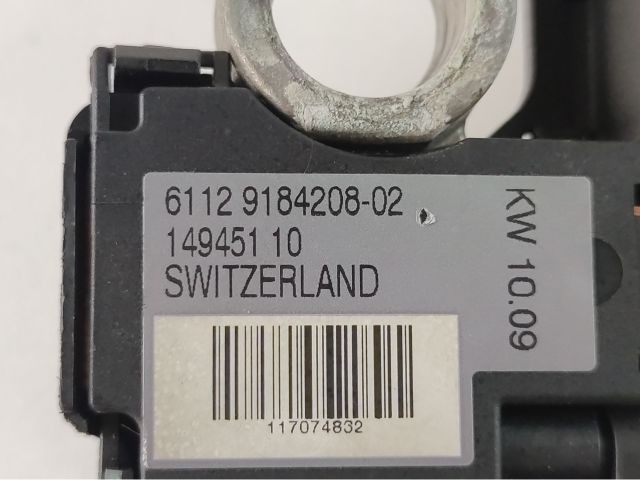 6112 9184208-02
149451 10
SWITZERLAND
KW 10.09
117074832